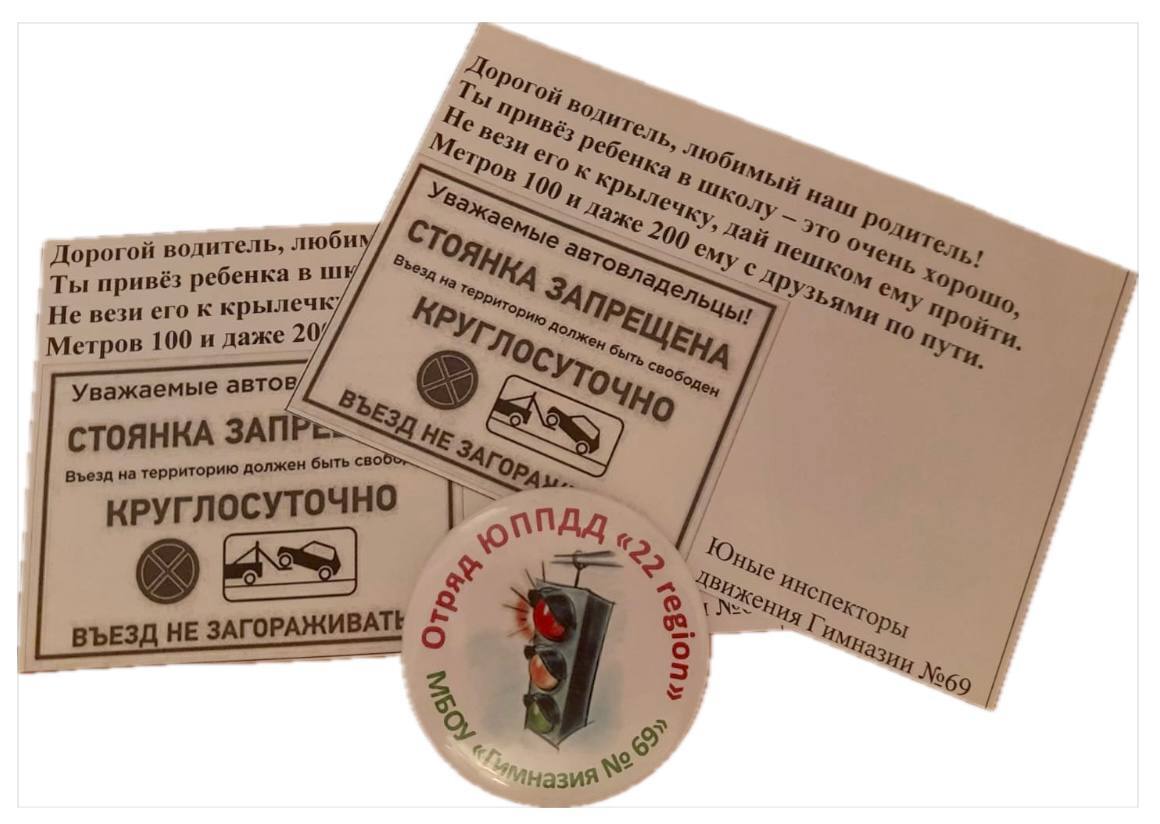 Дорогой водитель, любимый наш родитель!
Ты привёз ребенка в школу – это очень хорошо,
Не вези его к крылечку, дай пешком ему пройти.
Метров 100 и даже 200 ему с друзьями по пути.
Уважаемые автовладельцы!
СТОЯНКА ЗАПРЕЩЕНА
Въезд на территорию должен быть свободен
КРУГЛОСУТОЧНО
ВЪЕЗД НЕ ЗАГОРАЖИ
Юные инспекторы
движения Гимназии №69
Дорогой водитель, любим
Ты привёз ребенка в шк
Не вези его к крылечку
Метров 100 и даже 20
Уважаемые автов
СТОЯНКА ЗАПРЕ
Въезд на территорию должен быть свобо
КРУГЛОСУТОЧНО
ВЪЕЗД НЕ ЗАГОРАЖИВАТЬ
Отряд ЮППДД «22 region»
МБОУ «Гимназия № 69»